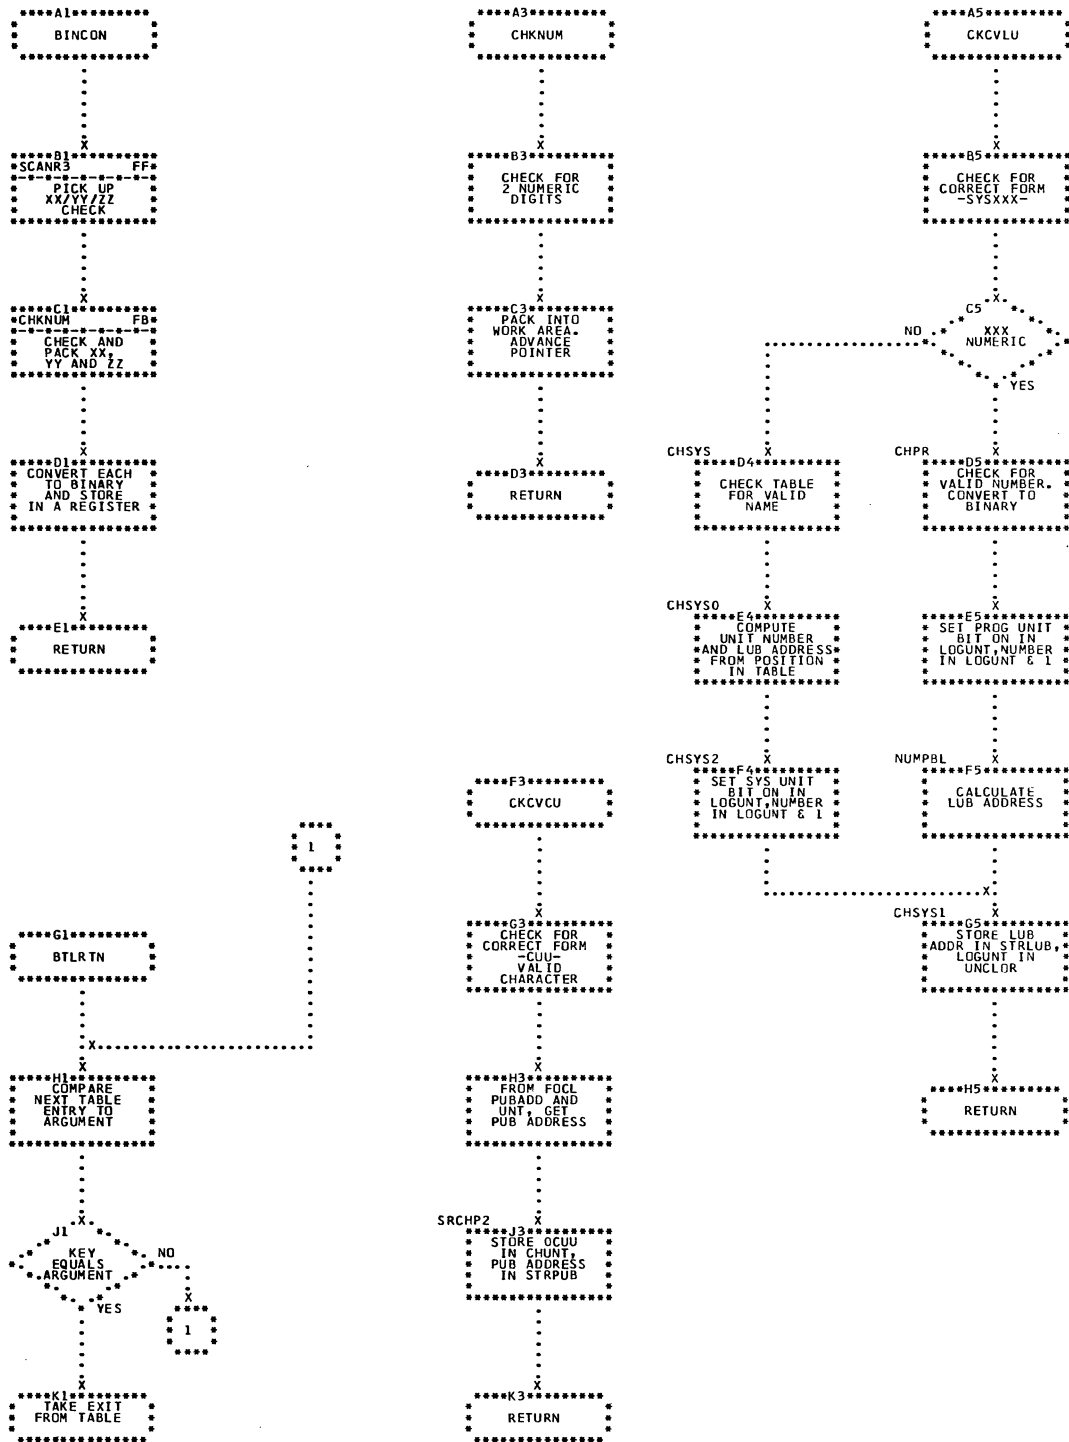 A1
BINCON
B1
SCANR3 FF
PICK UP
XX/YY/ZZ
CHECK
C1
CHKNUM FB
CHECK AND
PACK XX,
YY AND ZZ
D1
CONVERT EACH
TO BINARY
AND STORE
IN A REGISTER
E1
RETURN
1
G1
BTLRTN
H1
COMPARE
NEXT TABLE
ENTRY TO
ARGUMENT
J1
KEY
EQUALS
ARGUMENT
NO
YES
1
K1
TAKE EXIT
FROM TABLE
A3
CHKNUM
B3
CHECK FOR
2 NUMERIC
DIGITS
C3
PACK INTO
WORK AREA.
ADVANCE
POINTER
D3
RETURN
F3
CKCVCU
G3
CHECK FOR
CORRECT FORM
-CUU-
VALID
CHARACTER
H3
FROM FOCL
PUBADD AND
UNT, GET
PUB ADDRESS
SRCHP2
J3
STORE OCUU
IN CHUNT,
PUB ADDRESS
IN STRPUB
K3
RETURN
A5
CKCVLU
B5
CHECK FOR
CORRECT FORM
-SYSXXX-
C5
XXX
NUMERIC
NO
YES
CHSYS
D4
CHECK TABLE
FOR VALID
NAME
CHSYS0
E4
COMPUTE
UNIT NUMBER
AND LUB ADDRESS
FROM POSITION
IN TABLE
CHSYS2
F4
SET SYS UNIT
BIT ON IN
LOGUNT,NUMBER
IN LOGUNT & 1
CHPR
D5
CHECK FOR
VALID NUMBER.
CONVERT TO
BINARY
E5
SET PROG UNIT
BIT ON IN
LOGUNT,NUMBER
IN LOGUNT & 1
NUMPBL
F5
CALCULATE
LUB ADDRESS
CHSYS1
G5
STORE LUB
ADDR IN STRLUB,
LOGUNT IN
UNCLOR
H5
RETURN